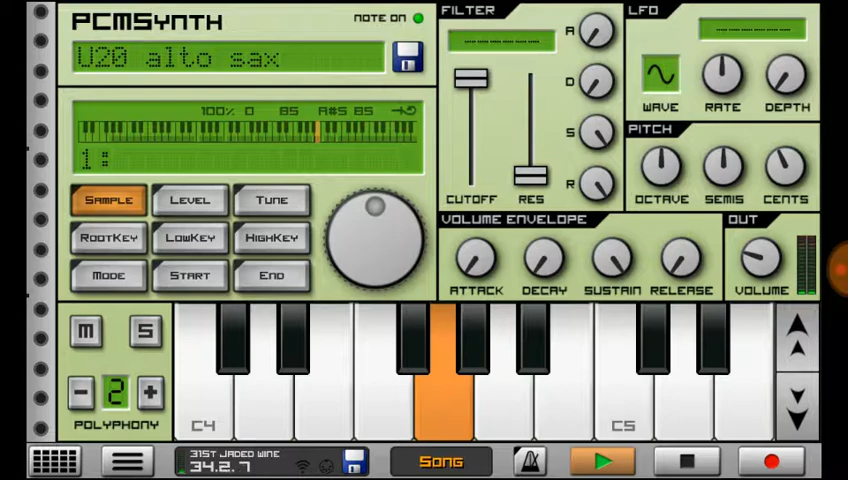 PCMSynth
NOTE ON
U20 alto sax
100% 0 85 A#5 85
1:
SAMPLE
LEVEL
TUNE
ROOTKEY
LOWKEY
HIGHKEY
MODE
START
END
FILTER
A
D
S
R
CUTOFF
RES
LFO
WAVE
RATE
DEPTH
PITCH
OCTAVE
SEMIS
CENTS
VOLUME ENVELOPE
ATTACK
DECAY
SUSTAIN
RELEASE
OUT
VOLUME
M
S
- 2 +
POLYPHONY
C4
C5
31ST JADED WINE
34.2.7
SONG